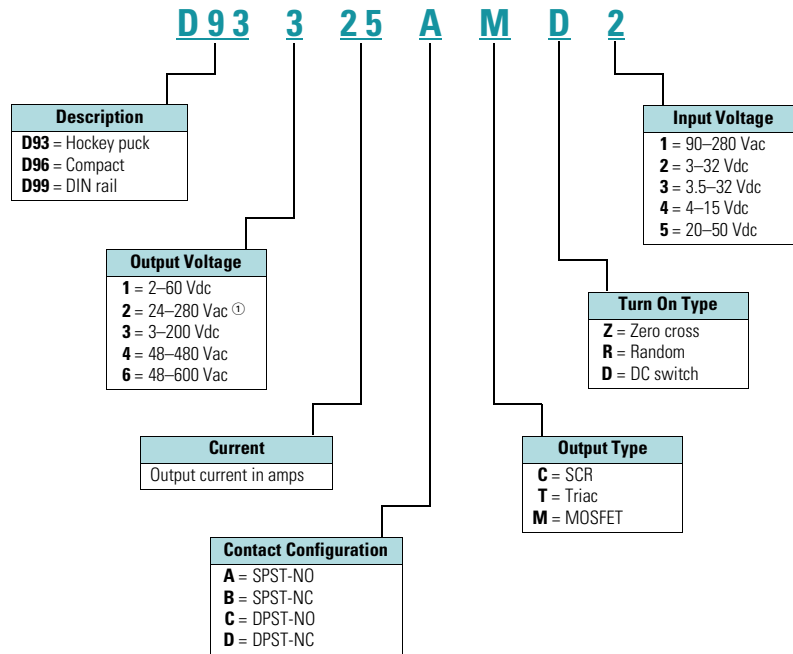 D93 3 25 A M D 2
Description
D93 = Hockey puck
D96 = Compact
D99 = DIN rail
Input Voltage
1 = 90–280 Vac
2 = 3–32 Vdc
3 = 3.5–32 Vdc
4 = 4–15 Vdc
5 = 20–50 Vdc
Output Voltage
1 = 2–60 Vdc
2 = 24–280 Vac ①
3 = 3–200 Vdc
4 = 48–480 Vac
6 = 48–600 Vac
Turn On Type
Z = Zero cross
R = Random
D = DC switch
Current
Output current in amps
Output Type
C = SCR
T = Triac
M = MOSFET
Contact Configuration
A = SPST-NO
B = SPST-NC
C = DPST-NO
D = DPST-NC